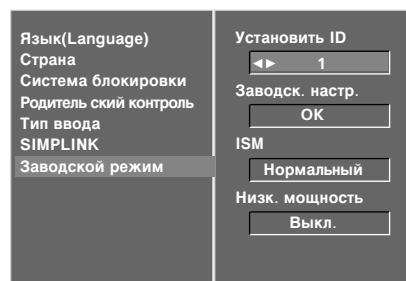 Язык(Language)
Страна
Система блокировки
Родитель ский контроль
Тип ввода
SIMPLINK
Заводской режим
Установить ID
◄► 1
Заводск. настр.
ОК
ISM
Нормальный
Низк. мощность
Выкл.